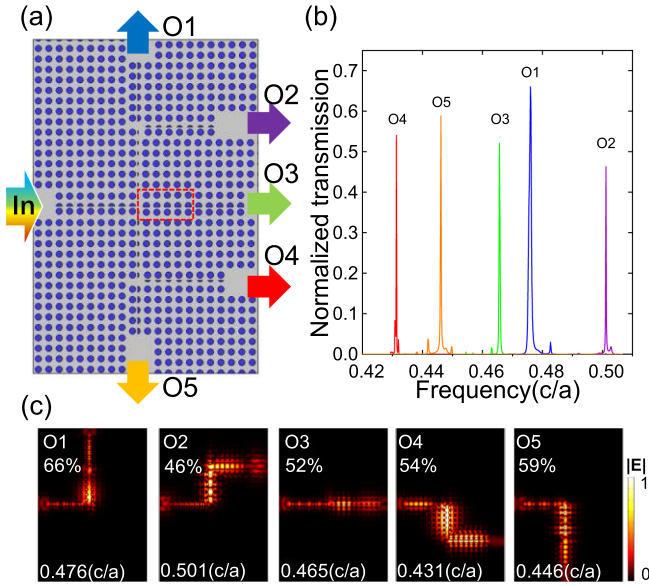 (a)
O1
O2
O3
O4
O5
In
(b)
Normalized transmission
0.7
0.6
0.5
0.4
0.3
0.2
0.1
0.0
O4
O5
O3
O1
O2
0.42 0.44 0.46 0.48 0.50
Frequency(c/a)
(c)
O1
66%
0.476(c/a)
O2
46%
0.501(c/a)
O3
52%
0.465(c/a)
O4
54%
0.431(c/a)
O5
59%
0.446(c/a)
|E|
1
0